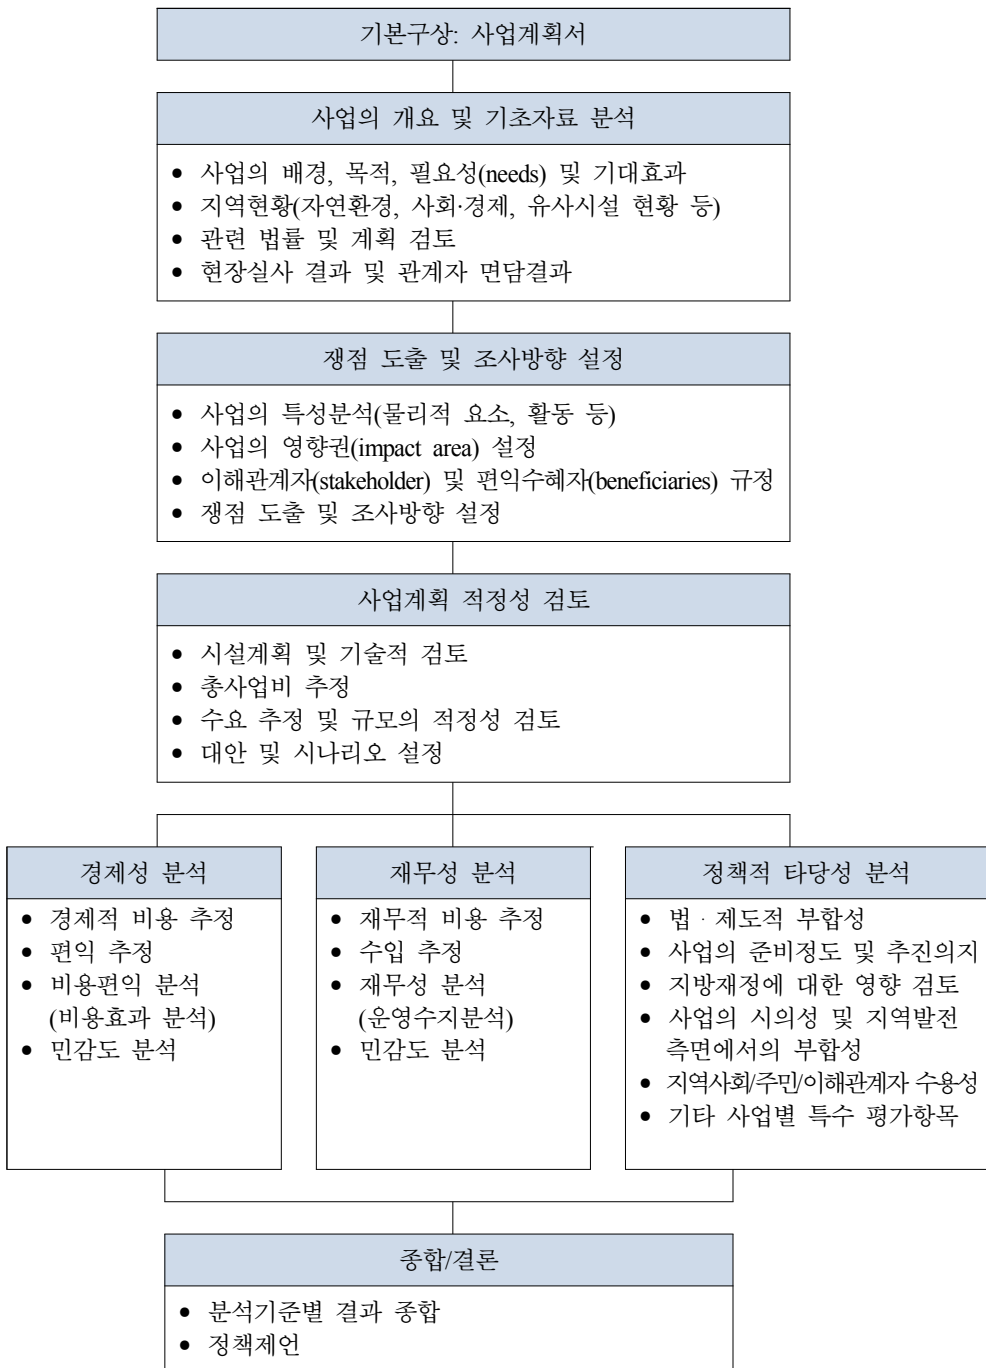 기본구상: 사업계획서
사업의 개요 및 기초자료 분석
• 사업의 배경, 목적, 필요성(needs) 및 기대효과
• 지역현황(자연환경, 사회·경제, 유사시설 현황 등)
• 관련 법률 및 계획 검토
• 현장실사 결과 및 관계자 면담결과
쟁점 도출 및 조사방향 설정
• 사업의 특성분석(물리적 요소, 활동 등)
• 사업의 영향권(impact area) 설정
• 이해관계자(stakeholder) 및 편익수혜자(beneficiaries) 규정
• 쟁점 도출 및 조사방향 설정
사업계획 적정성 검토
• 시설계획 및 기술적 검토
• 총사업비 추정
• 수요 추정 및 규모의 적정성 검토
• 대안 및 시나리오 설정
경제성 분석
• 경제적 비용 추정
• 편익 추정
• 비용편익 분석
(비용효과 분석)
• 민감도 분석
재무성 분석
• 재무적 비용 추정
• 수입 추정
• 재무성 분석
(운영수지분석)
• 민감도 분석
정책적 타당성 분석
• 법·제도적 부합성
• 사업의 준비정도 및 추진의지
• 지방재정에 대한 영향 검토
• 사업의 시의성 및 지역발전
측면에서의 부합성
• 지역사회/주민/이해관계자 수용성
• 기타 사업별 특수 평가항목
종합/결론
• 분석기준별 결과 종합
• 정책제언